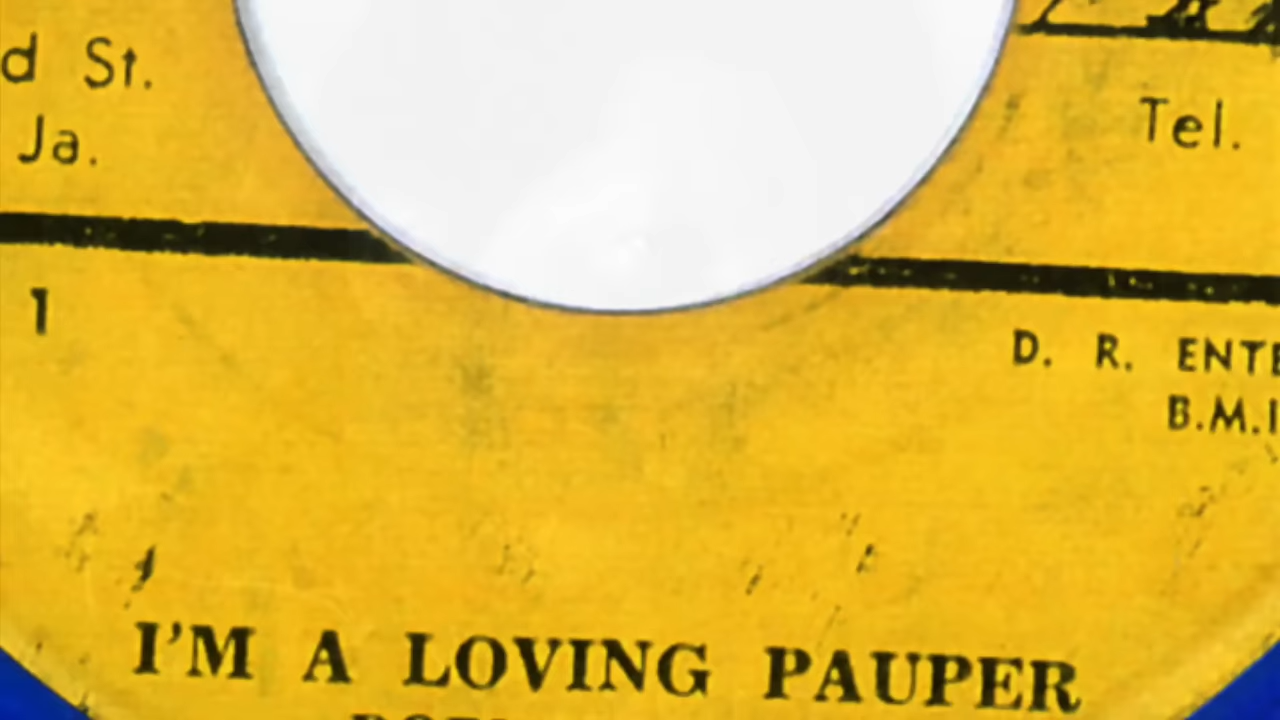 d St.
Ja.
Tel.
1
D. R. ENTE
B.M.I
I'M A LOVING PAUPER